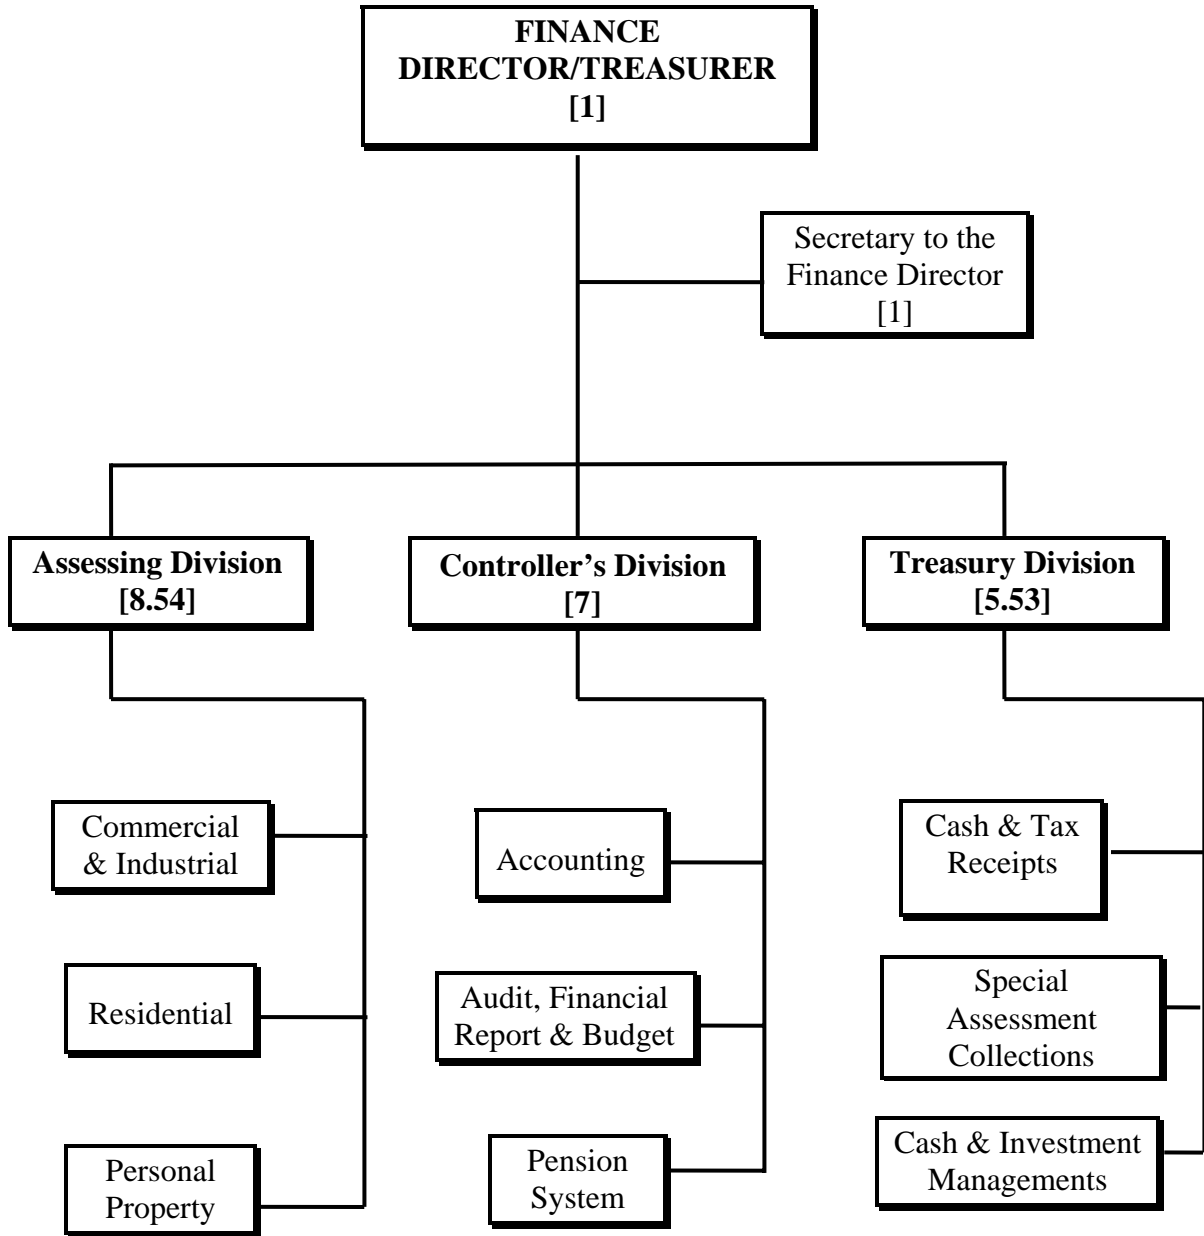 FINANCE
DIRECTOR/TREASURER
[1]
Secretary to the
Finance Director
[1]
Assessing Division
[8.54]
Controller's Division
[7]
Treasury Division
[5.53]
Commercial
& Industrial
Residential
Personal
Property
Accounting
Audit, Financial
Report & Budget
Pension
System
Cash & Tax
Receipts
Special
Assessment
Collections
Cash & Investment
Managements